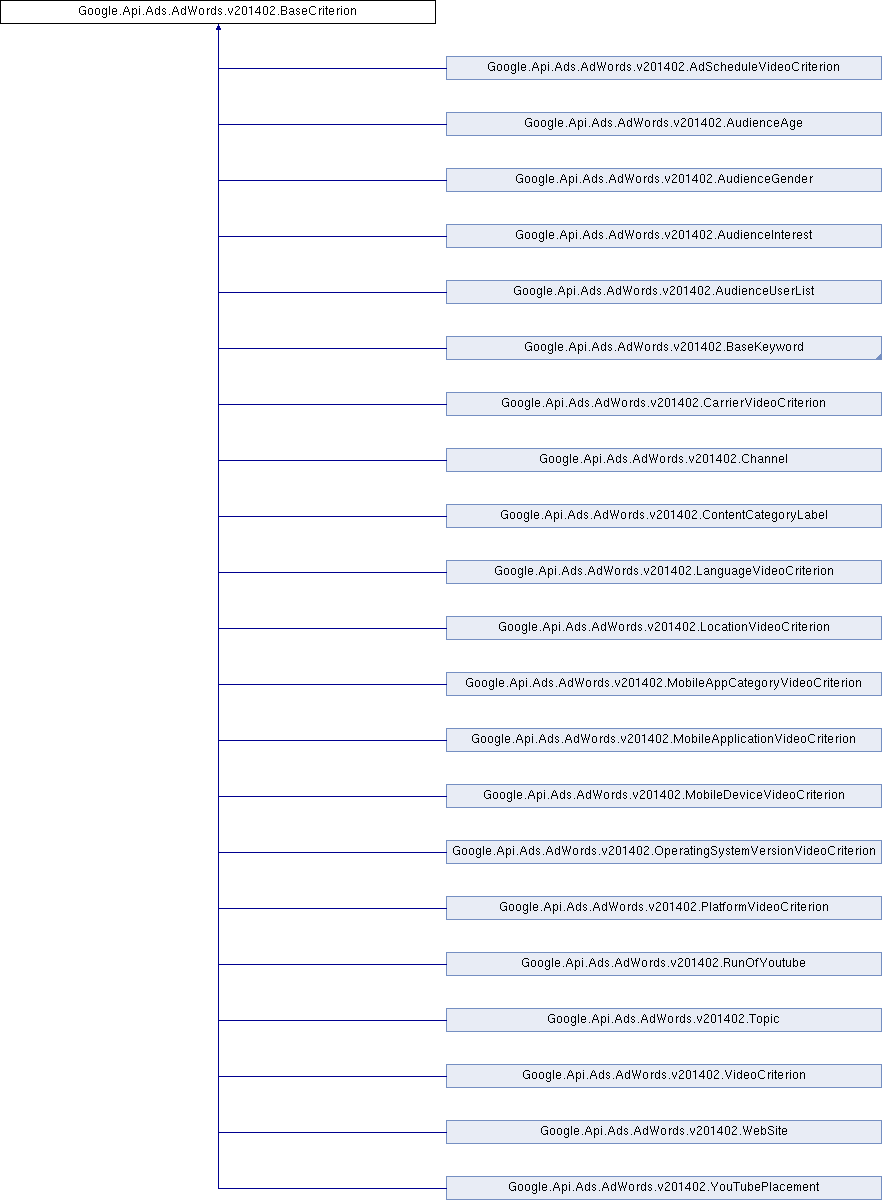 Google.Api.Ads.AdWords.v201402.BaseCriterion
Google.Api.Ads.AdWords.v201402.AdScheduleVideoCriterion
Google.Api.Ads.AdWords.v201402.AudienceAge
Google.Api.Ads.AdWords.v201402.AudienceGender
Google.Api.Ads.AdWords.v201402.AudienceInterest
Google.Api.Ads.AdWords.v201402.AudienceUserList
Google.Api.Ads.AdWords.v201402.BaseKeyword
Google.Api.Ads.AdWords.v201402.CarrierVideoCriterion
Google.Api.Ads.AdWords.v201402.Channel
Google.Api.Ads.AdWords.v201402.ContentCategoryLabel
Google.Api.Ads.AdWords.v201402.LanguageVideoCriterion
Google.Api.Ads.AdWords.v201402.LocationVideoCriterion
Google.Api.Ads.AdWords.v201402.MobileAppCategoryVideoCriterion
Google.Api.Ads.AdWords.v201402.MobileApplicationVideoCriterion
Google.Api.Ads.AdWords.v201402.MobileDeviceVideoCriterion
Google.Api.Ads.AdWords.v201402.OperatingSystemVersionVideoCriterion
Google.Api.Ads.AdWords.v201402.PlatformVideoCriterion
Google.Api.Ads.AdWords.v201402.RunOfYoutube
Google.Api.Ads.AdWords.v201402.Topic
Google.Api.Ads.AdWords.v201402.VideoCriterion
Google.Api.Ads.AdWords.v201402.WebSite
Google.Api.Ads.AdWords.v201402.YouTubePlacement